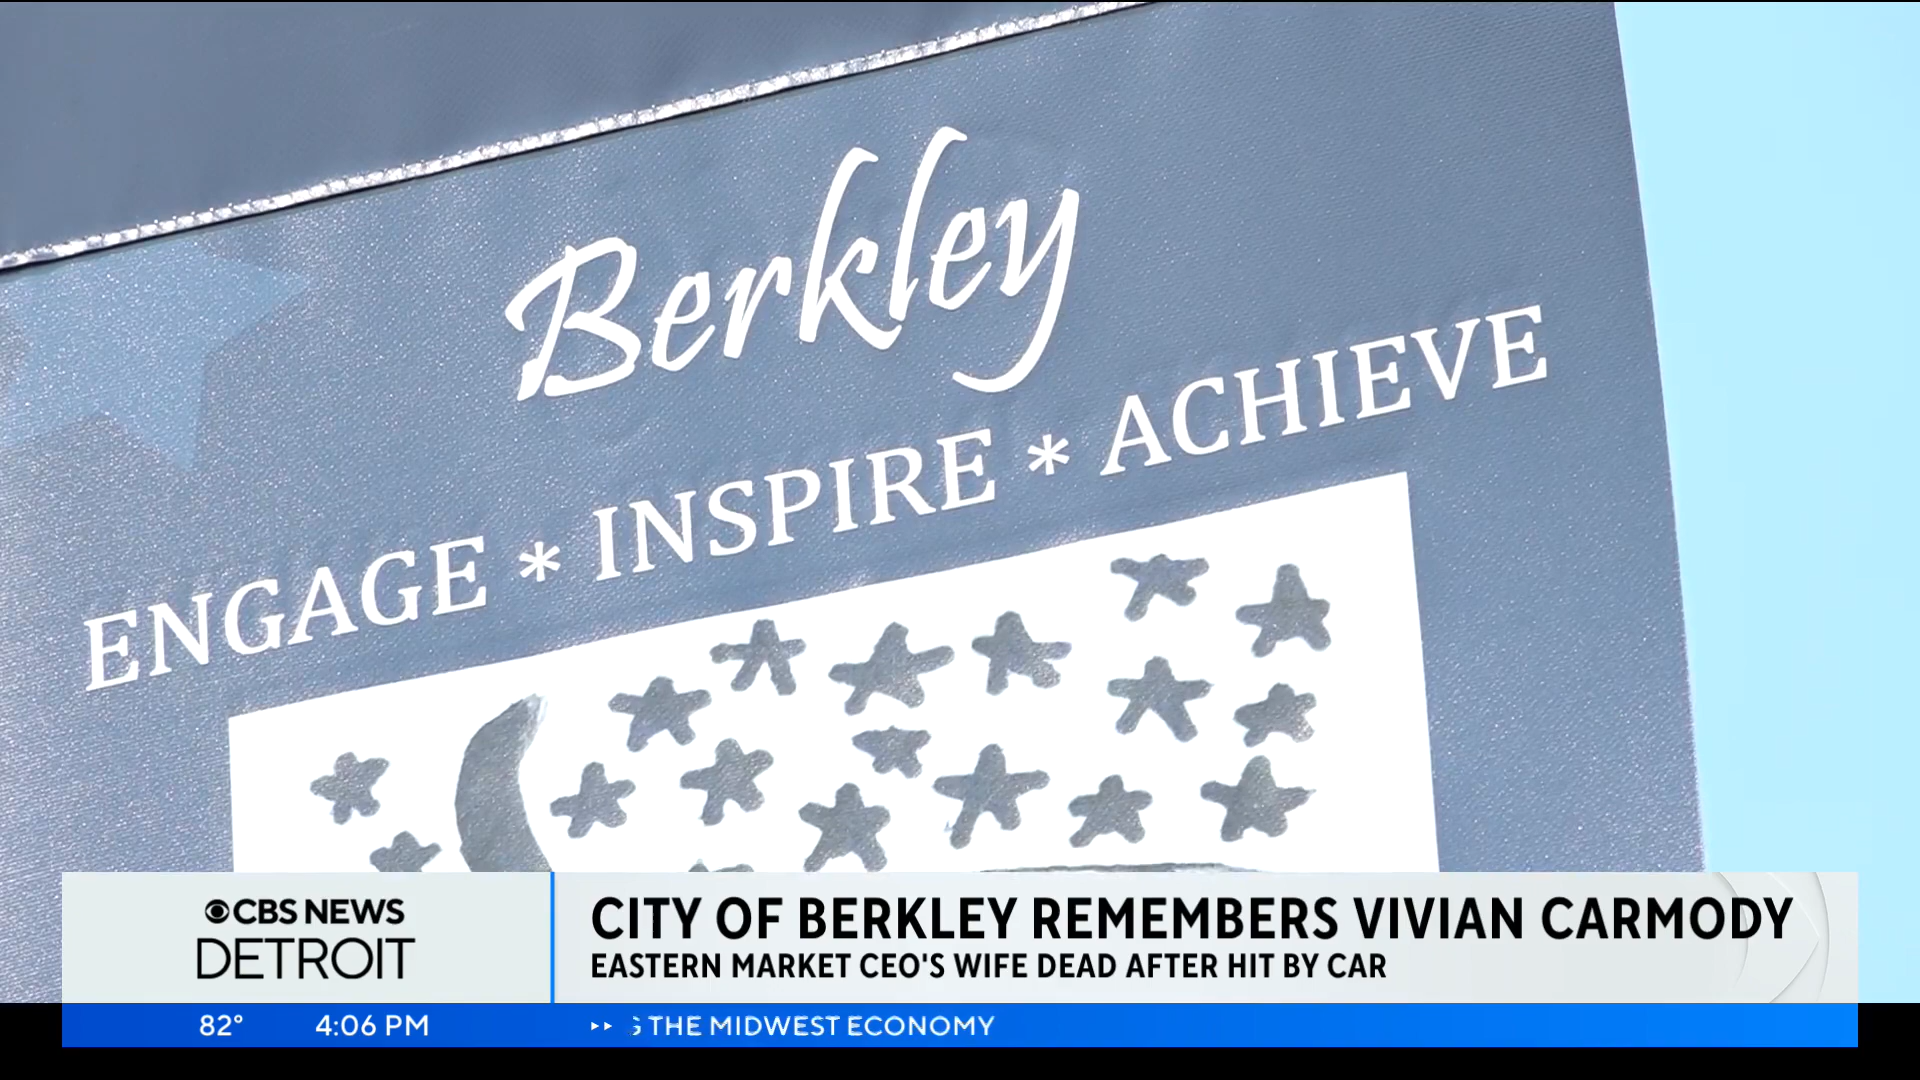 Berkley
ENGAGE * INSPIRE * ACHIEVE
CBS NEWS
DETROIT
CITY OF BERKLEY REMEMBERS VIVIAN CARMODY
EASTERN MARKET CEO'S WIFE DEAD AFTER HIT BY CAR
82° 4:06 PM THE MIDWEST ECONOMY